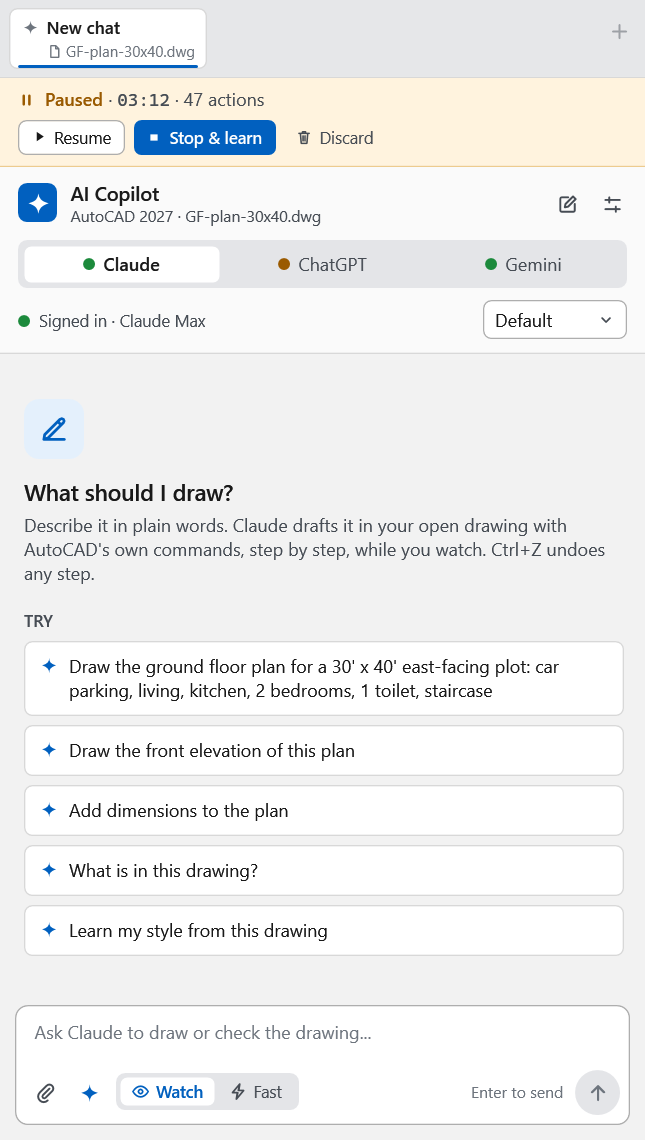 New chat
GF-plan-30x40.dwg
Paused · 03:12 · 47 actions
Resume Stop & learn Discard
AI Copilot
AutoCAD 2027 · GF-plan-30x40.dwg
Claude ChatGPT Gemini
Signed in · Claude Max Default
What should I draw?
Describe it in plain words. Claude drafts it in your open drawing with
AutoCAD's own commands, step by step, while you watch. Ctrl+Z undoes
any step.
TRY
Draw the ground floor plan for a 30' x 40' east-facing plot: car
parking, living, kitchen, 2 bedrooms, 1 toilet, staircase
Draw the front elevation of this plan
Add dimensions to the plan
What is in this drawing?
Learn my style from this drawing
Ask Claude to draw or check the drawing...
Watch Fast Enter to send